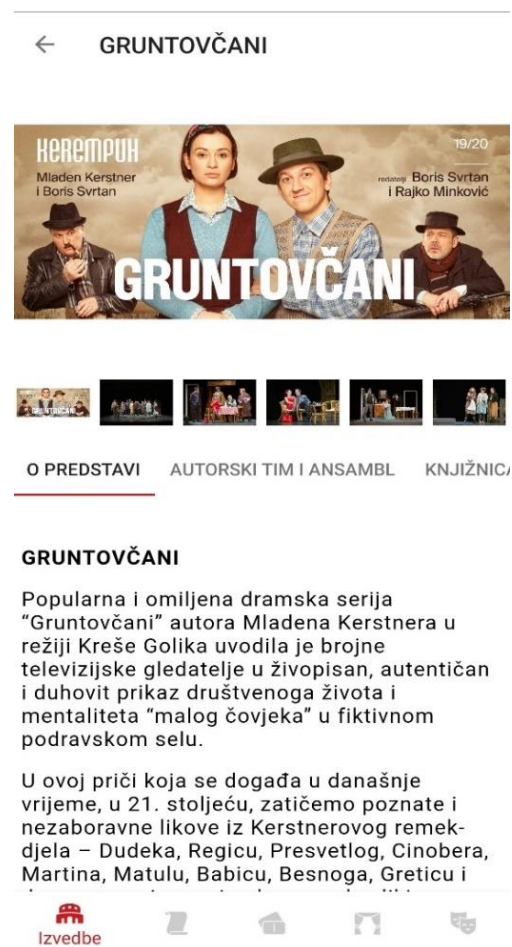 GRUNTOVČANI
KEREMPUH
Mladen Kerstner
i Boris Svrtan
19/20
redatelji Boris Svrtan
i Rajko Minković
GRUNTOVČANI
GRUNTOVČANI
O PREDSTAVI AUTORSKI TIM I ANSAMBL KNJIŽNICA
GRUNTOVČANI
Popularna i omiljena dramska serija
“Gruntovčani” autora Mladena Kerstnera u
režiji Kreše Golika uvodila je brojne
televizijske gledatelje u živopisan, autentičan
i duhovit prikaz društvenoga života i
mentaliteta “malog čovjeka” u fiktivnom
podravskom selu.
U ovoj priči koja se događa u današnje
vrijeme, u 21. stoljeću, zatičemo poznate i
nezaboravne likove iz Kerstnerovog remek-
djela – Dudeka, Regicu, Presvetlog, Cinobera,
Martina, Matulu, Babicu, Besnoga, Greticu i
Izvedbe